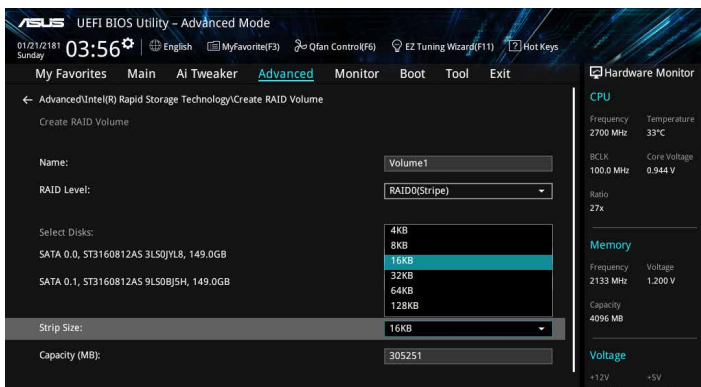 ASUS UEFI BIOS Utility – Advanced Mode
01/21/2181 Sunday 03:56 English MyFavorite(F3) Qfan Control(F6) EZ Tuning Wizard(F11) ? Hot Keys
My Favorites Main Ai Tweaker Advanced Monitor Boot Tool Exit
← Advanced\Intel(R) Rapid Storage Technology\Create RAID Volume
Create RAID Volume
Name: Volume1
RAID Level: RAID0(Stripe)
Select Disks:
SATA 0.0, ST3160812AS 3LS0JYL8, 149.0GB
SATA 0.1, ST3160812AS 9LS0BJ5H, 149.0GB
4KB
8KB
16KB
32KB
64KB
128KB
Strip Size: 16KB
Capacity (MB): 305251
Hardware Monitor
CPU
Frequency Temperature
2700 MHz 33°C
BCLK Core Voltage
100.0 MHz 0.944 V
Ratio
27x
Memory
Frequency Voltage
2133 MHz 1.200 V
Capacity
4096 MB
Voltage
+12V +5V